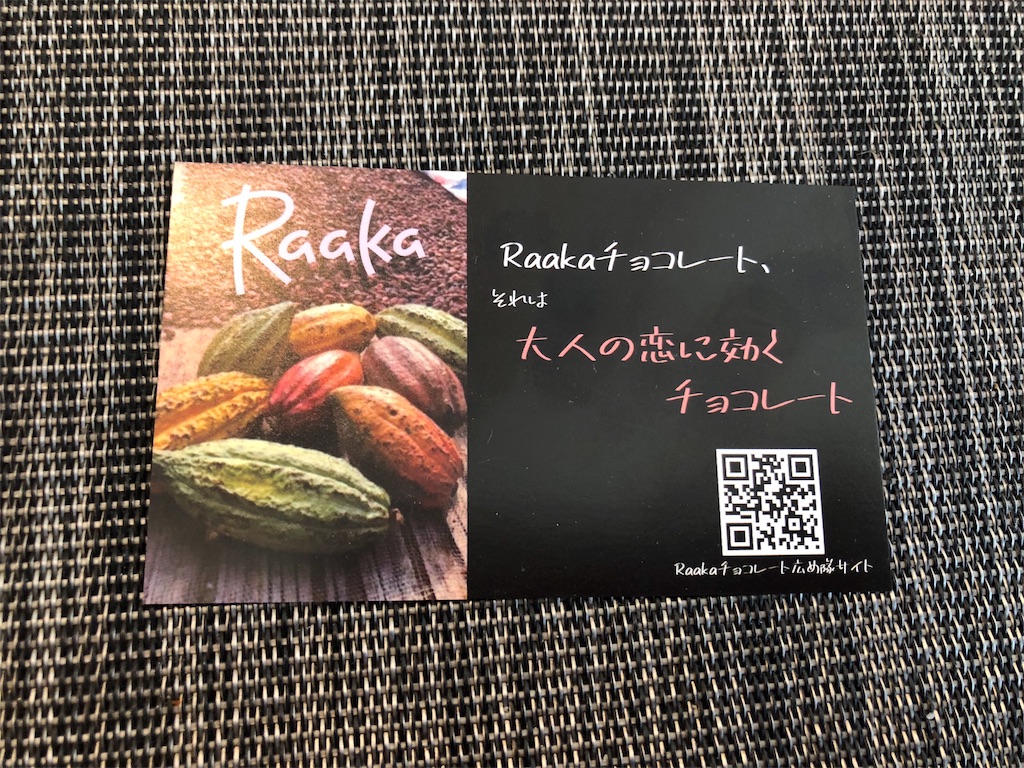 Raaka
Raakaチョコレート、
それは
大人の恋に効く
チョコレート
Raakaチョコレート広め隊サイト